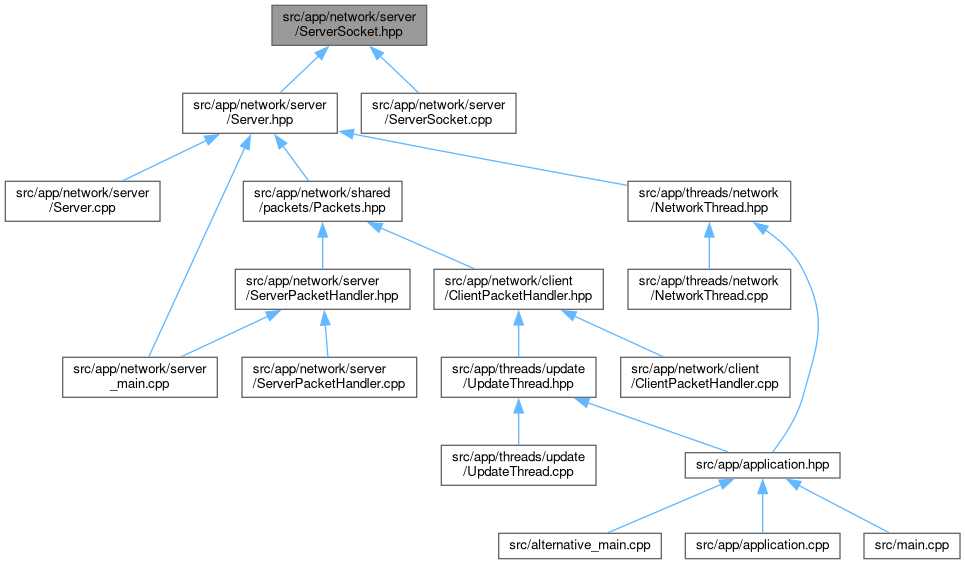 src/app/network/server
/ServerSocket.hpp
src/app/network/server
/Server.hpp
src/app/network/server
/ServerSocket.cpp
src/app/network/server
/Server.cpp
src/app/network/shared
/packets/Packets.hpp
src/app/threads/network
/NetworkThread.hpp
src/app/network/server
/ServerPacketHandler.hpp
src/app/network/client
/ClientPacketHandler.hpp
src/app/threads/network
/NetworkThread.cpp
src/app/network/server
_main.cpp
src/app/network/server
/ServerPacketHandler.cpp
src/app/threads/update
/UpdateThread.hpp
src/app/network/client
/ClientPacketHandler.cpp
src/app/threads/update
/UpdateThread.cpp
src/app/application.hpp
src/alternative_main.cpp
src/app/application.cpp
src/main.cpp